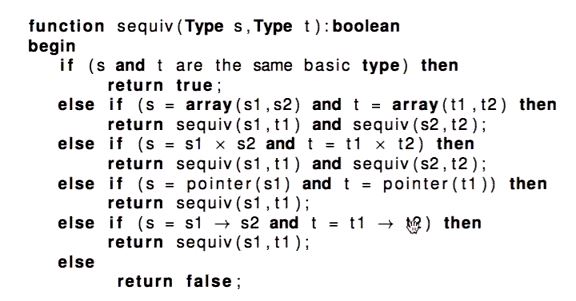 function sequiv(Type s,Type t):boolean
begin
if (s and t are the same basic type) then
return true;
else if (s = array(s1,s2) and t = array(t1,t2) then
return sequiv(s1,t1) and sequiv(s2,t2);
else if (s = s1 × s2 and t = t1 × t2) then
return sequiv(s1,t1) and sequiv(s2,t2);
else if (s = pointer(s1) and t = pointer(t1)) then
return sequiv(s1,t1);
else if (s = s1 → s2 and t = t1 → t2) then
return sequiv(s1,t1);
else
return false;